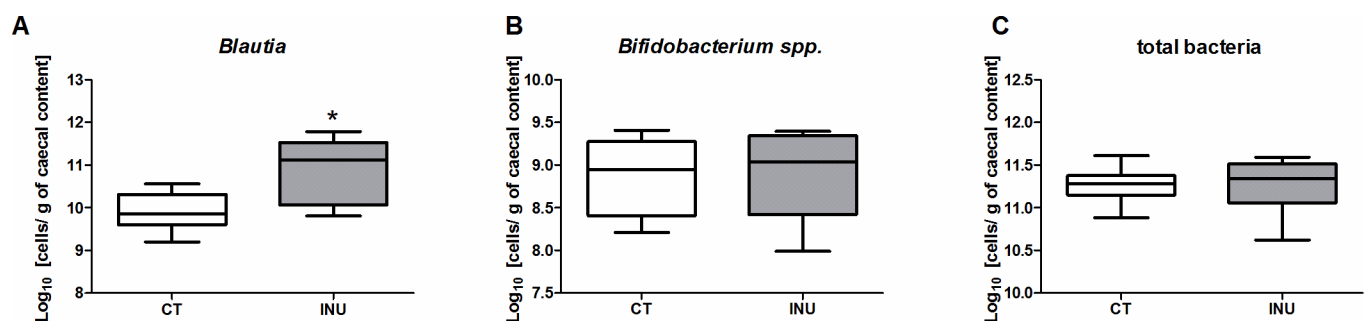 A
Blautia
Log10 [cells/ g of caecal content]
13
12
11
10
9
8
*
CT
INU
B
Bifidobacterium spp.
Log10 [cells/ g of caecal content]
10.0
9.5
9.0
8.5
8.0
7.5
CT
INU
C
total bacteria
Log10 [cells/ g of caecal content]
12.5
12.0
11.5
11.0
10.5
10.0
CT
INU